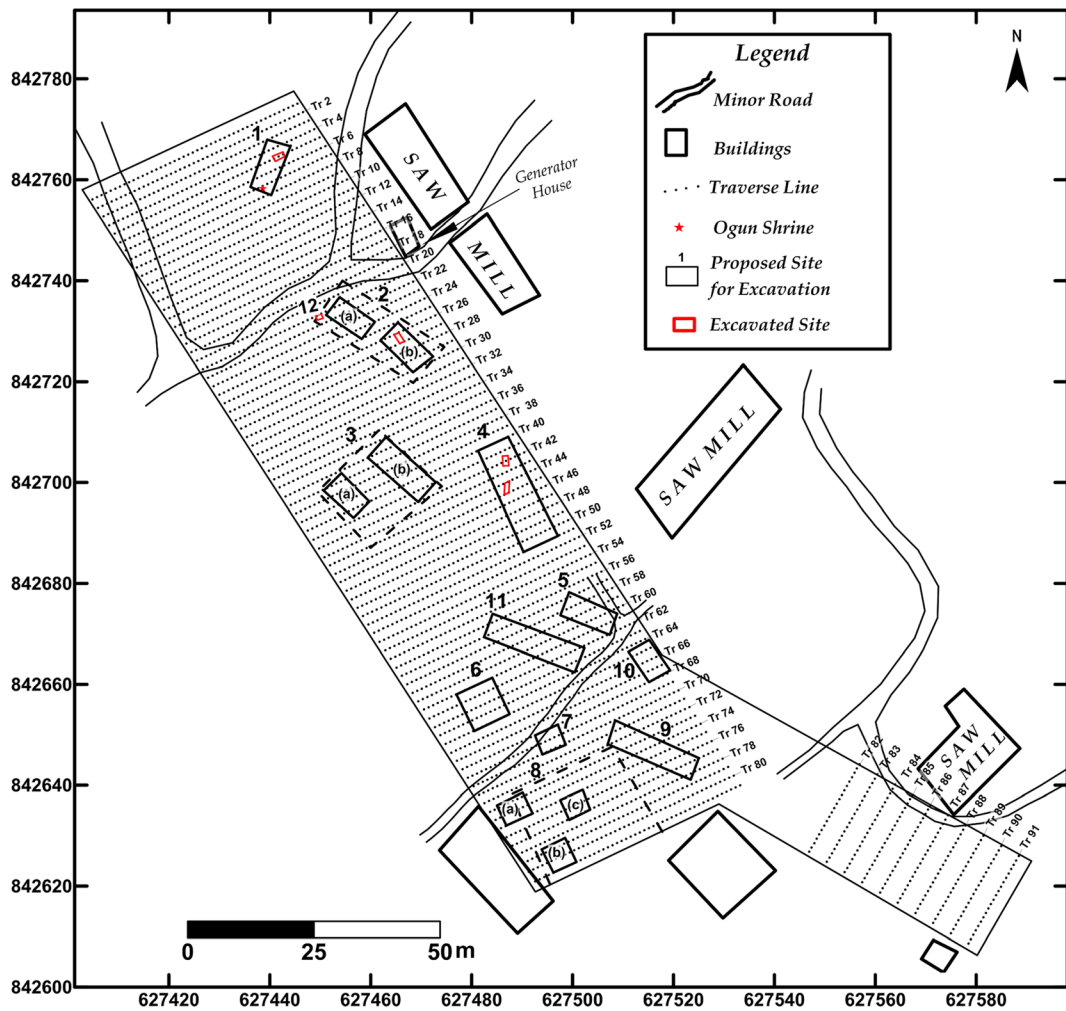 842780
842760
842740
842720
842700
842680
842660
842640
842620
842600
627420
627440
627460
627480
627500
627520
627540
627560
627580
Legend
Minor Road
Buildings
Traverse Line
Ogun Shrine
1
Proposed Site
for Excavation
Excavated Site
N
Tr 2
Tr 4
Tr 6
Tr 8
Tr 10
Tr 12
Tr 14
Tr 16
Tr 18
Tr 20
Tr 22
Tr 24
Tr 26
Tr 28
Tr 30
Tr 32
Tr 34
Tr 36
Tr 38
Tr 40
Tr 42
Tr 44
Tr 46
Tr 48
Tr 50
Tr 52
Tr 54
Tr 56
Tr 58
Tr 60
Tr 62
Tr 64
Tr 66
Tr 68
Tr 70
Tr 72
Tr 74
Tr 76
Tr 78
Tr 80
Tr 82
Tr 83
Tr 84
Tr 85
Tr 86
Tr 87
Tr 88
Tr 89
Tr 90
Tr 91
SAW
MILL
Generator
House
SAW MILL
SAW
MILL
1
12
2
(a)
(b)
3
(a)
(b)
4
5
11
6
10
7
9
8
(a)
(c)
(b)
0
25
50 m